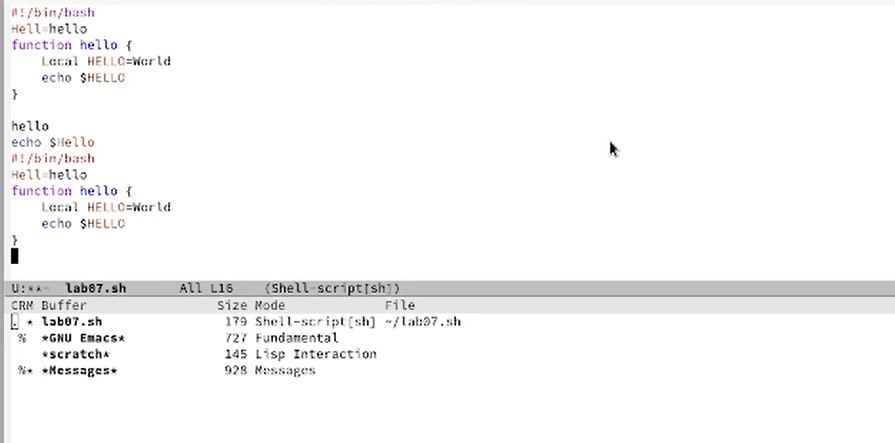 #!/bin/bash
Hell=hello
function hello {
    Local HELLO=World
    echo $HELLO
}
hello
echo $Hello
#!/bin/bash
Hell=hello
function hello {
    Local HELLO=World
    echo $HELLO
}
U:**-  lab07.sh       All L16    (Shell-script[sh])
CRM Buffer                 Size Mode             File
. * lab07.sh                179 Shell-script[sh] ~/lab07.sh
 %  *GNU Emacs*             727 Fundamental
    *scratch*               145 Lisp Interaction
 %* *Messages*              928 Messages